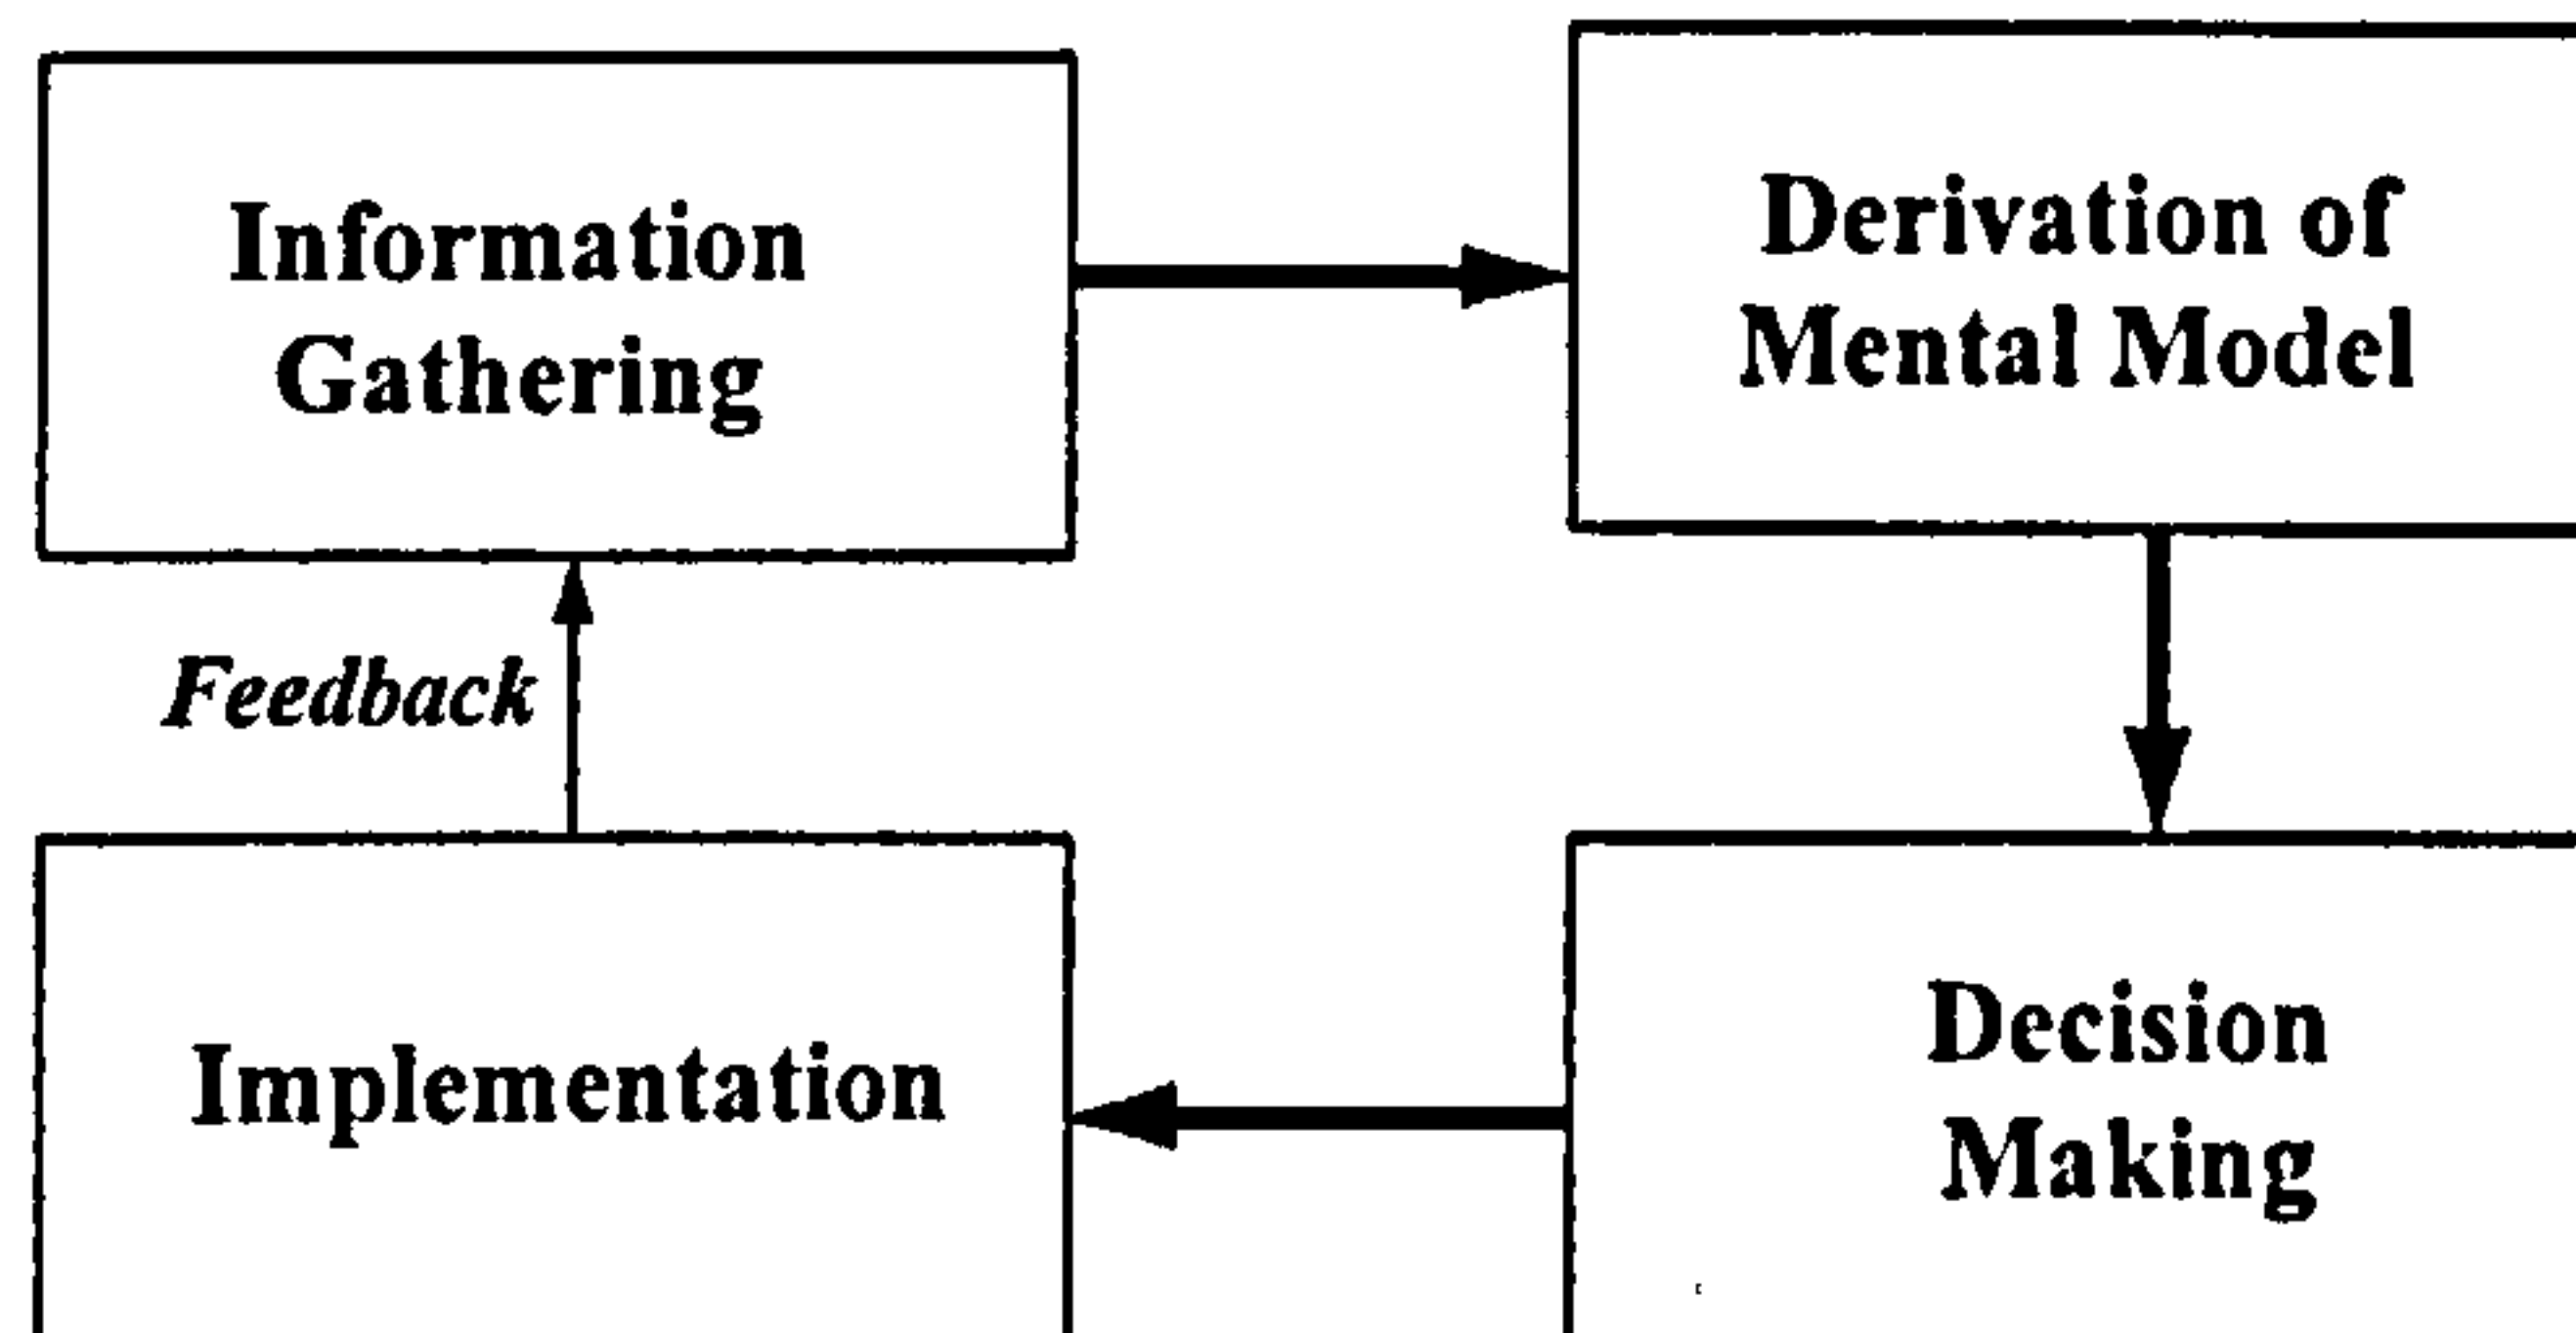 Information
Gathering
Derivation of
Mental Model
Feedback
Implementation
Decision
Making